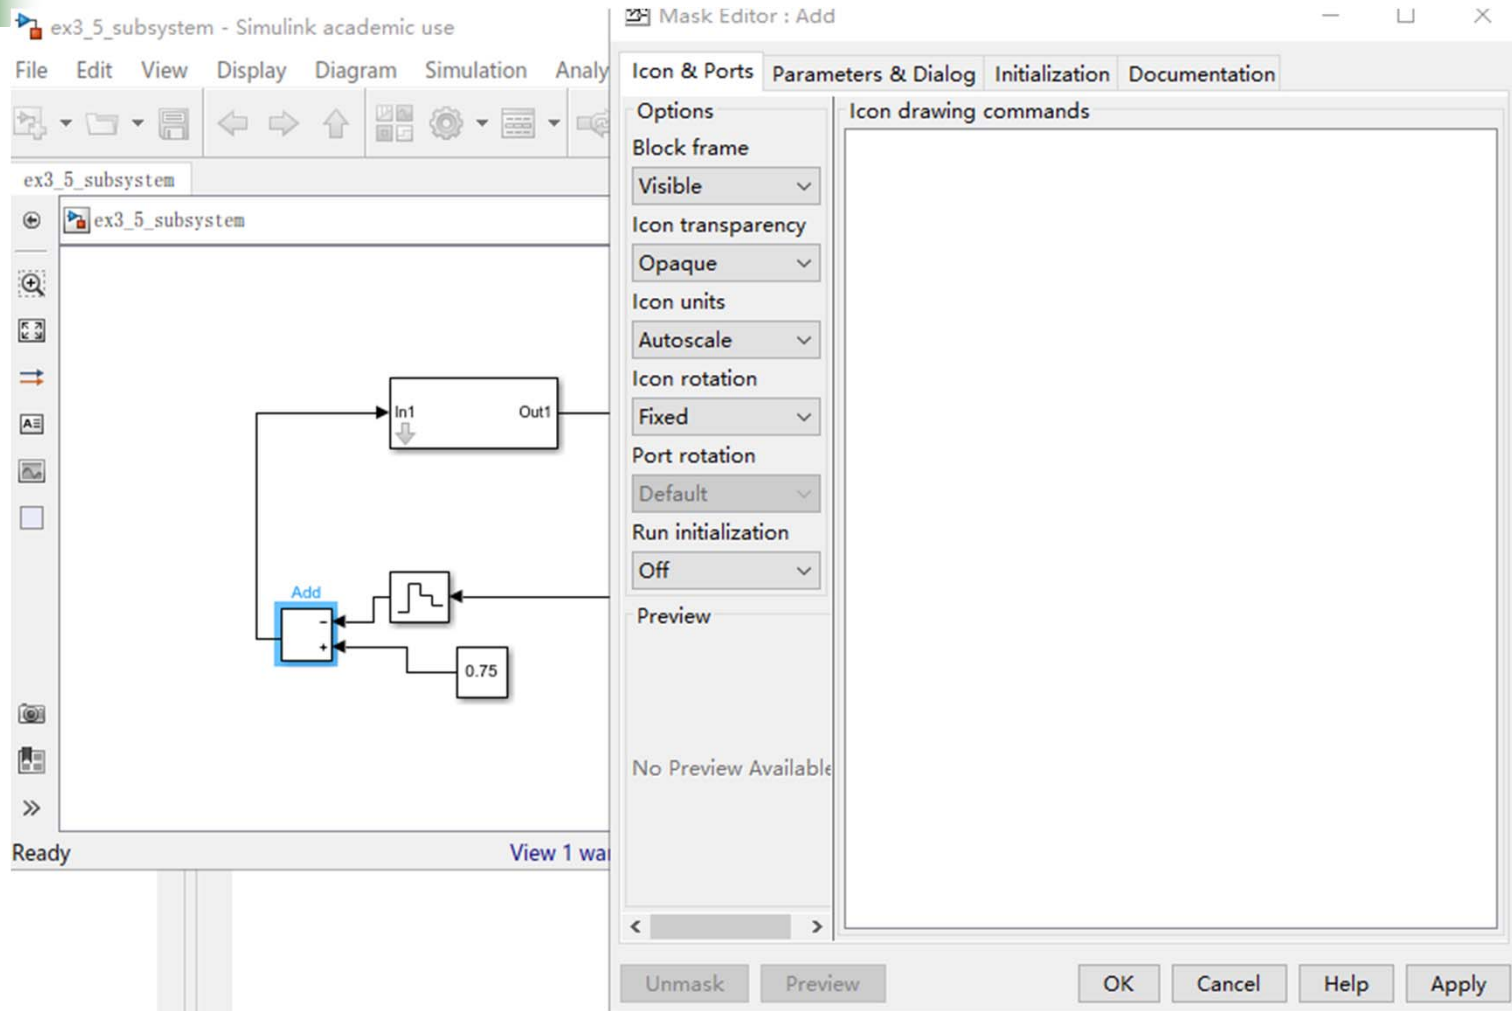 ex3_5_subsystem - Simulink academic use
File Edit View Display Diagram Simulation Analy
ex3_5_subsystem
ex3_5_subsystem
In1
Out1
Add
-
+
0.75
Ready
View 1 wa
Mask Editor : Add
Icon & Ports Parameters & Dialog Initialization Documentation
Options
Block frame
Visible
Icon transparency
Opaque
Icon units
Autoscale
Icon rotation
Fixed
Port rotation
Default
Run initialization
Off
Preview
No Preview Available
Icon drawing commands
Unmask Preview OK Cancel Help Apply